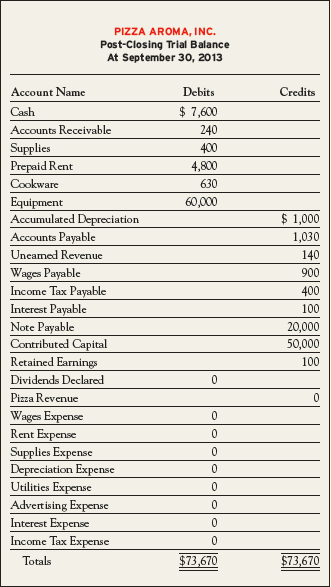 PIZZA AROMA, INC.
Post-Closing Trial Balance
At September 30, 2013
Account Name Debits Credits
Cash $ 7,600
Accounts Receivable 240
Supplies 400
Prepaid Rent 4,800
Cookware 630
Equipment 60,000
Accumulated Depreciation $ 1,000
Accounts Payable 1,030
Unearned Revenue 140
Wages Payable 900
Income Tax Payable 400
Interest Payable 100
Note Payable 20,000
Contributed Capital 50,000
Retained Earnings 100
Dividends Declared 0
Pizza Revenue 0
Wages Expense 0
Rent Expense 0
Supplies Expense 0
Depreciation Expense 0
Utilities Expense 0
Advertising Expense 0
Interest Expense 0
Income Tax Expense 0
Totals $73,670 $73,670